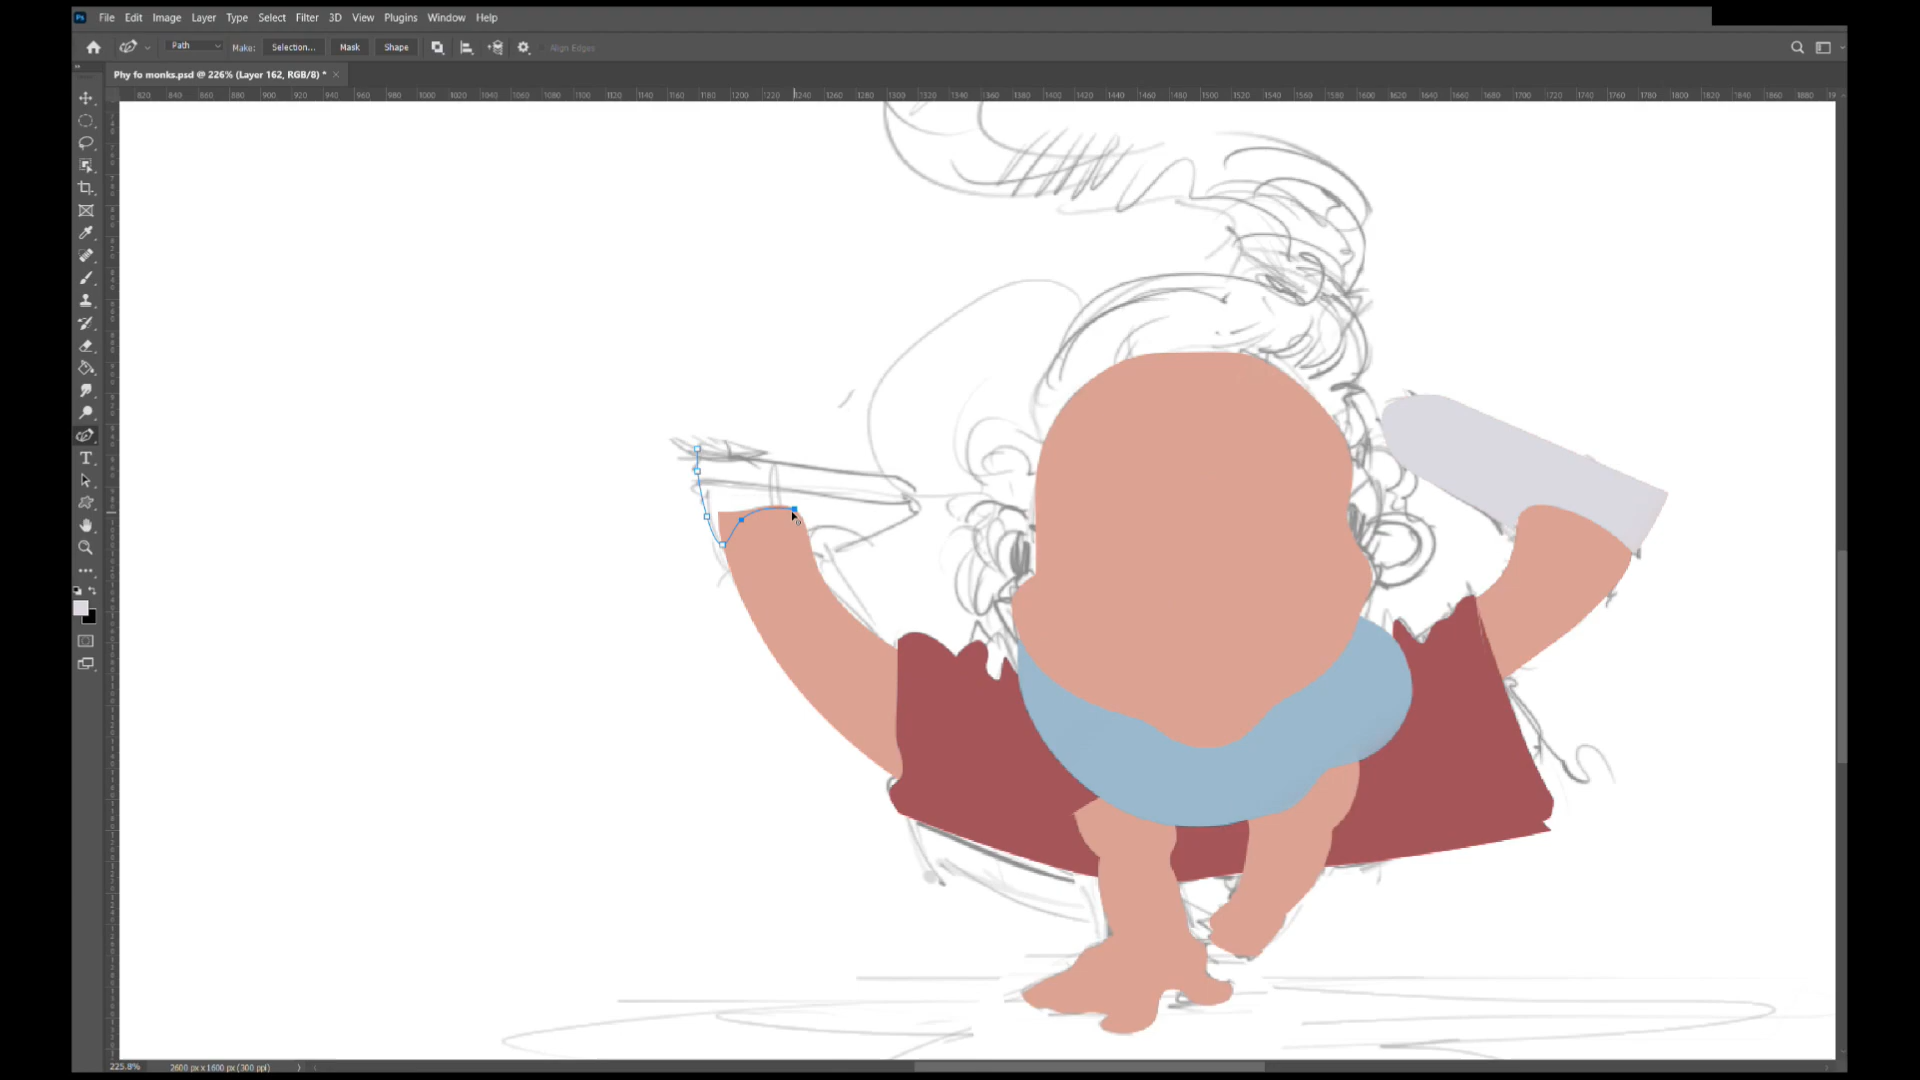 Ps File Edit Image Layer Type Select Filter 3D View Plugins Window Help
Path Make: Selection... Mask Shape Align Edges
Phy fo monks.psd @ 226% (Layer 162, RGB/8) * ×
820 840 860 880 900 920 940 960 980 1000 1020 1040 1060 1080 1100 1120 1140 1160 1180 1200 1220 1240 1260 1280 1300 1320 1340 1360 1380 1400 1420 1440 1460 1480 1500 1520 1540 1560 1580 1600 1620 1640 1660 1680 1700 1720 1740 1760 1780 1800 1820 1840 1860 1880 19
T
225.8% 2600 px x 1600 px (300 ppi)